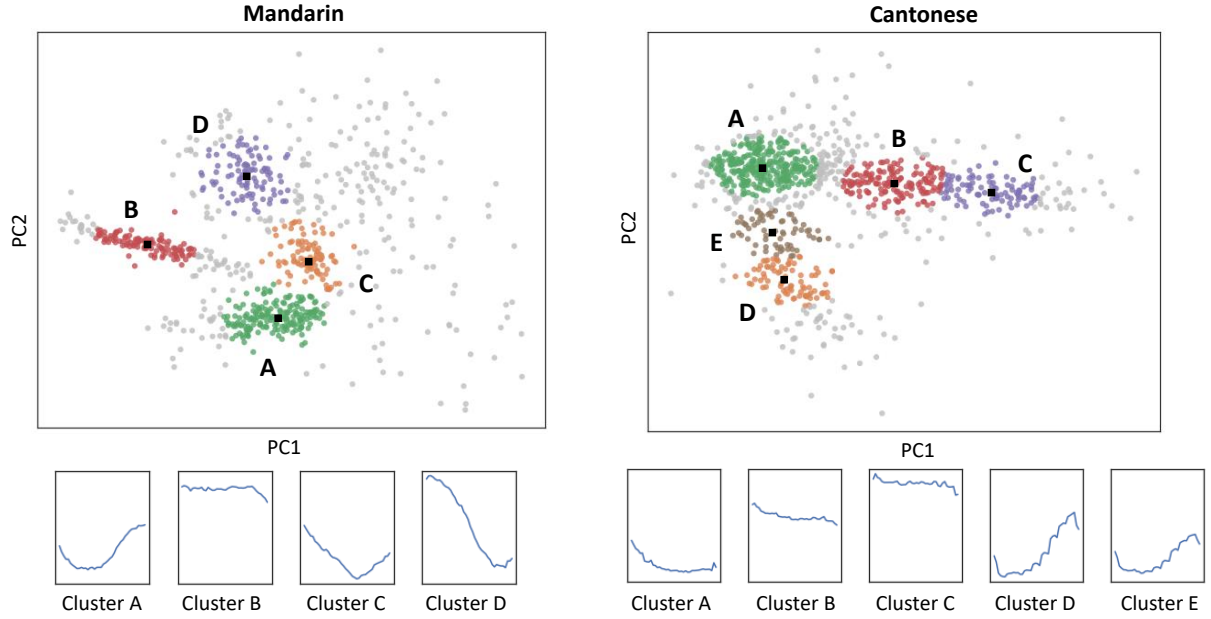 Mandarin
Cantonese
PC2
D
B
C
A
PC1
PC2
A
B
C
E
D
PC1
Cluster A
Cluster B
Cluster C
Cluster D
Cluster A
Cluster B
Cluster C
Cluster D
Cluster E